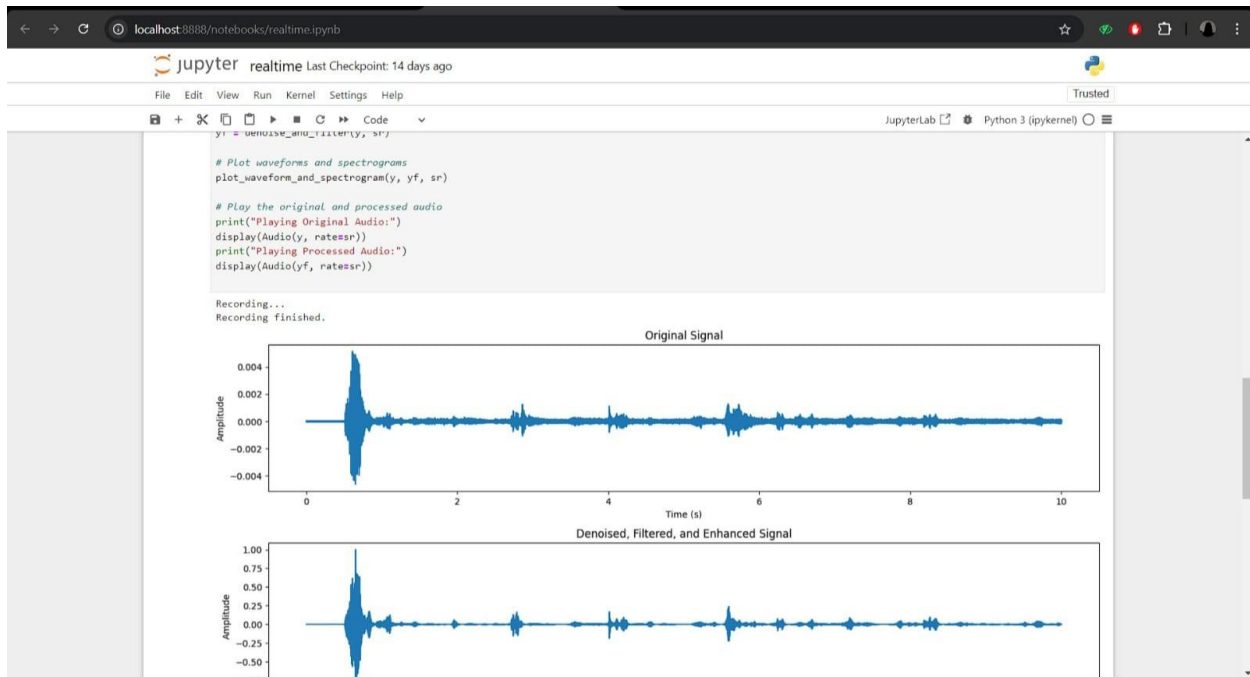 localhost:8888/notebooks/realtime.ipynb
jupyter realtime Last Checkpoint: 14 days ago
File Edit View Run Kernel Settings Help
Trusted
Code
JupyterLab
Python 3 (ipykernel)
yf = denoise_and_filter(y, sr)
# Plot waveforms and spectrograms
plot_waveform_and_spectrogram(y, yf, sr)
# Play the original and processed audio
print("Playing Original Audio:")
display(Audio(y, rate=sr))
print("Playing Processed Audio:")
display(Audio(yf, rate=sr))
Recording...
Recording finished.
Original Signal
Amplitude
0.004
0.002
0.000
−0.002
−0.004
0 2 4 6 8 10
Time (s)
Denoised, Filtered, and Enhanced Signal
Amplitude
1.00
0.75
0.50
0.25
0.00
−0.25
−0.50